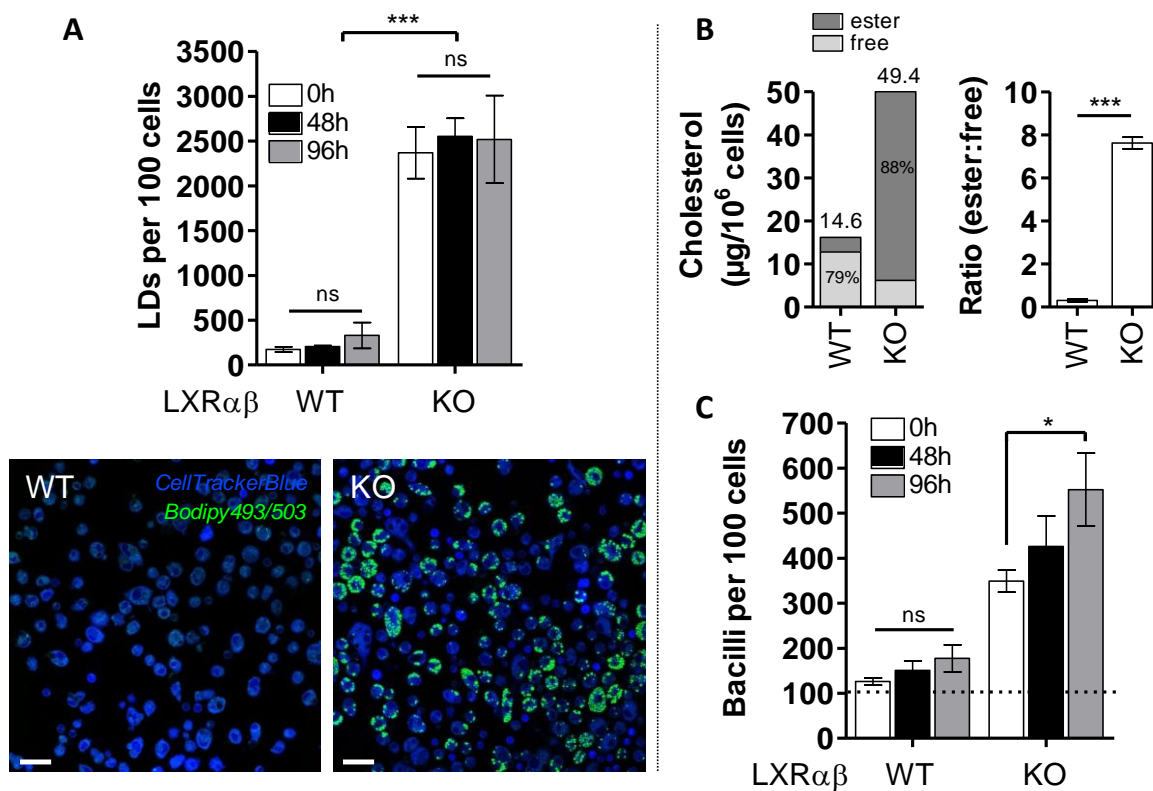 A
***
ns
LDs per 100 cells
3500
3000
2500
2000
1500
1000
500
0
0h
48h
96h
ns
LXRαβ WT KO
WT
CellTrackerBlue
Bodipy493/503
KO
B
ester
free
Cholesterol
(µg/10⁶ cells)
50
40
30
20
10
0
14.6
79%
49.4
88%
WT
KO
Ratio (ester:free)
10
8
6
4
2
0
***
WT
KO
C
Bacilli per 100 cells
700
600
500
400
300
200
100
0
0h
48h
96h
*
ns
LXRαβ WT KO